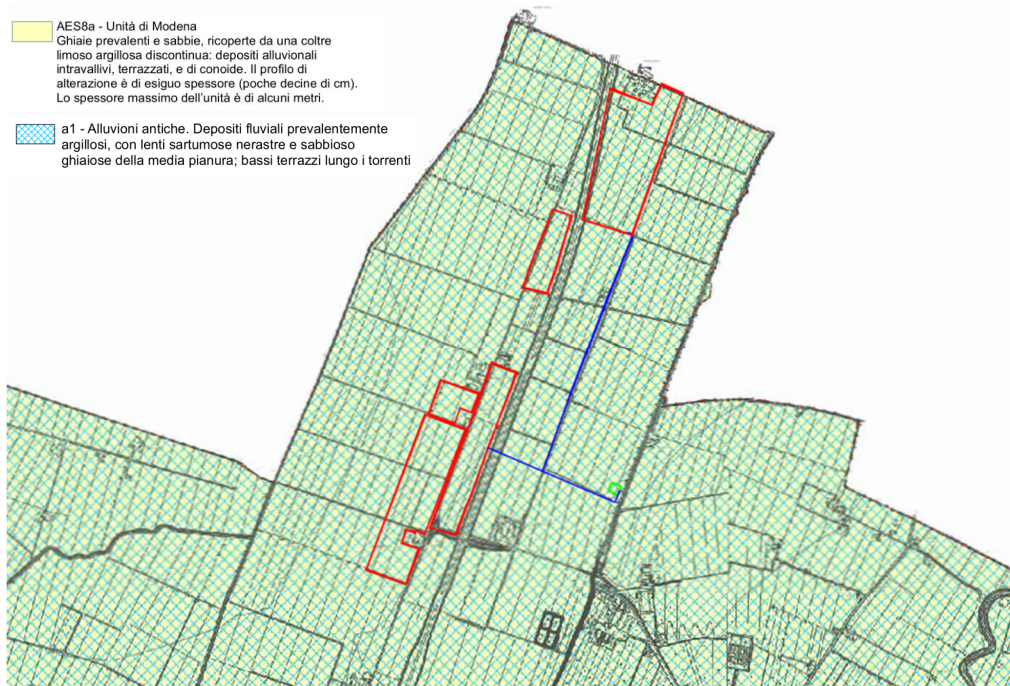 AES8a - Unità di Modena
Ghiaie prevalenti e sabbie, ricoperte da una coltre
limoso argillosa discontinua: depositi alluvionali
intravallivi, terrazzati, e di conoide. Il profilo di
alterazione è di esiguo spessore (poche decine di cm).
Lo spessore massimo dell'unità è di alcuni metri.
a1 - Alluvioni antiche. Depositi fluviali prevalentemente
argillosi, con lenti sartumose nerastre e sabbioso
ghiaiose della media pianura; bassi terrazzi lungo i torrenti